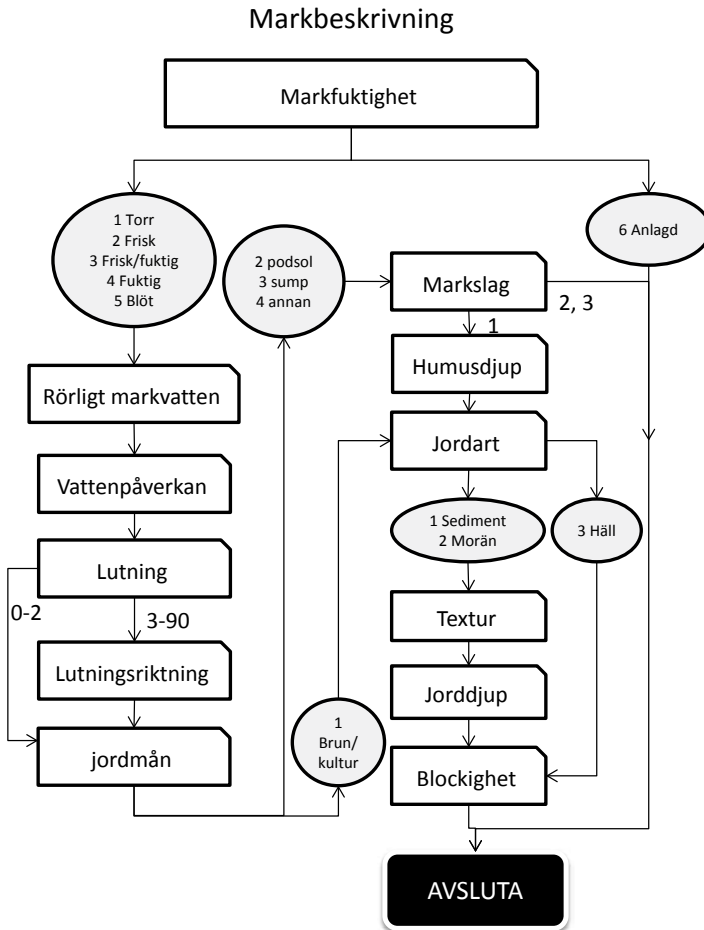 Markbeskrivning
Markfuktighet
1 Torr
2 Frisk
3 Frisk/fuktig
4 Fuktig
5 Blöt
6 Anlagd
Rörligt markvatten
Vattenpåverkan
Lutning
0-2
3-90
Lutningsriktning
jordmån
2 podsol
3 sump
4 annan
1
Brun/
kultur
Markslag
2, 3
1
Humusdjup
Jordart
1 Sediment
2 Morän
3 Häll
Textur
Jorddjup
Blockighet
AVSLUTA